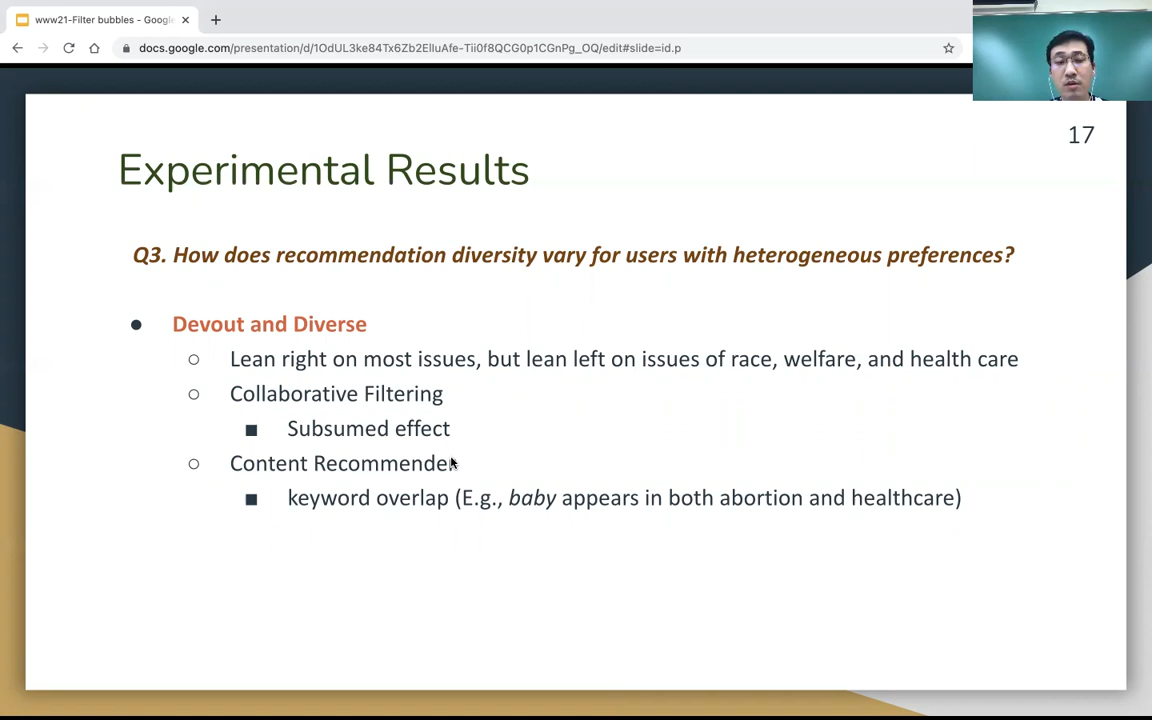 www21-Filter bubbles - Google
docs.google.com/presentation/d/1OdUL3ke84Tx6Zb2ElluAfe-Tii0f8QCG0p1CGnPg_OQ/edit#slide=id.p
17
Experimental Results
Q3. How does recommendation diversity vary for users with heterogeneous preferences?
● Devout and Diverse
○ Lean right on most issues, but lean left on issues of race, welfare, and health care
○ Collaborative Filtering
■ Subsumed effect
○ Content Recommender
■ keyword overlap (E.g., baby appears in both abortion and healthcare)